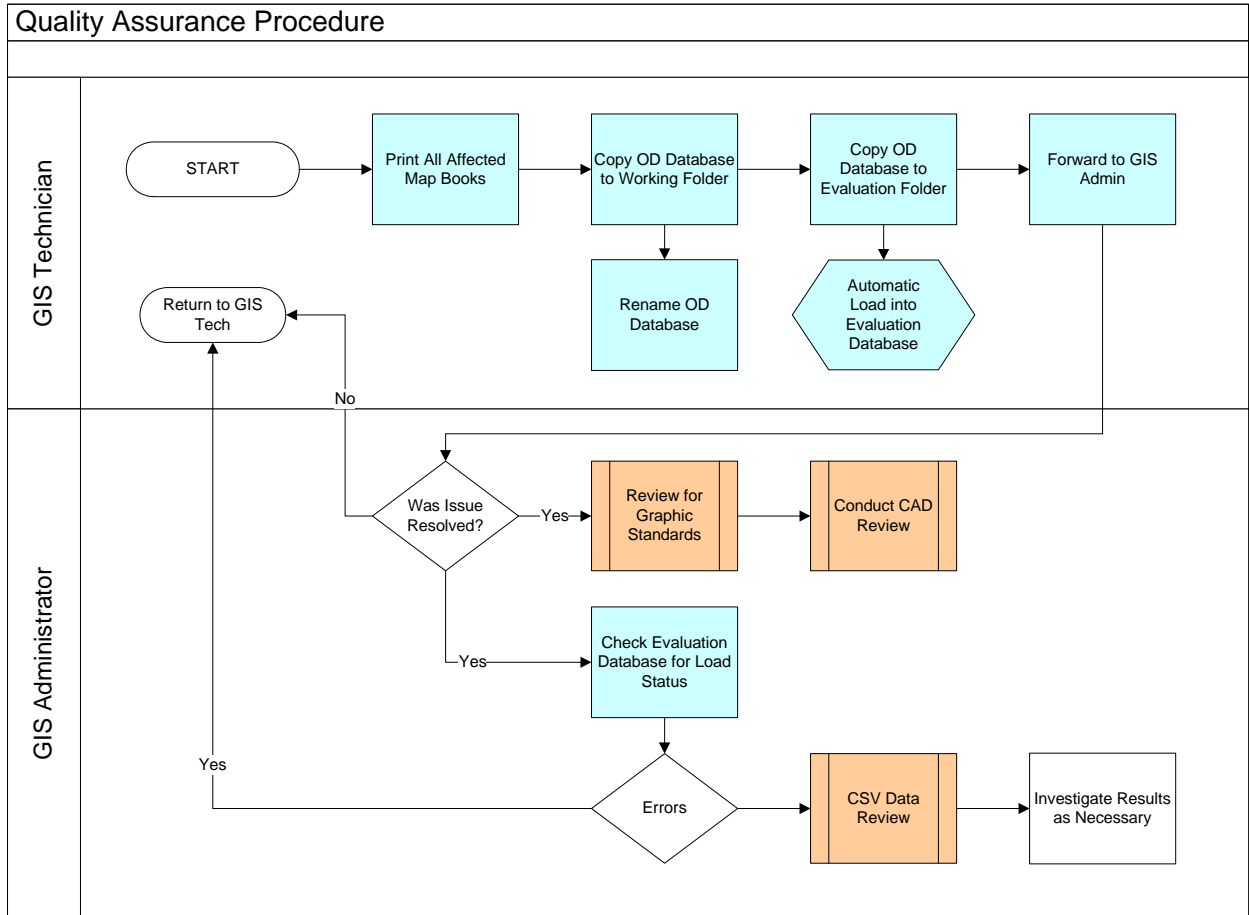 Quality Assurance Procedure
GIS Technician
START
Print All Affected
Map Books
Copy OD Database
to Working Folder
Copy OD
Database to
Evaluation Folder
Forward to GIS
Admin
Return to GIS
Tech
Rename OD
Database
Automatic
Load into
Evaluation
Database
No
GIS Administrator
Was Issue
Resolved?
Yes
Review for
Graphic
Standards
Conduct CAD
Review
Yes
Check Evaluation
Database for Load
Status
Yes
Errors
CSV Data
Review
Investigate Results
as Necessary